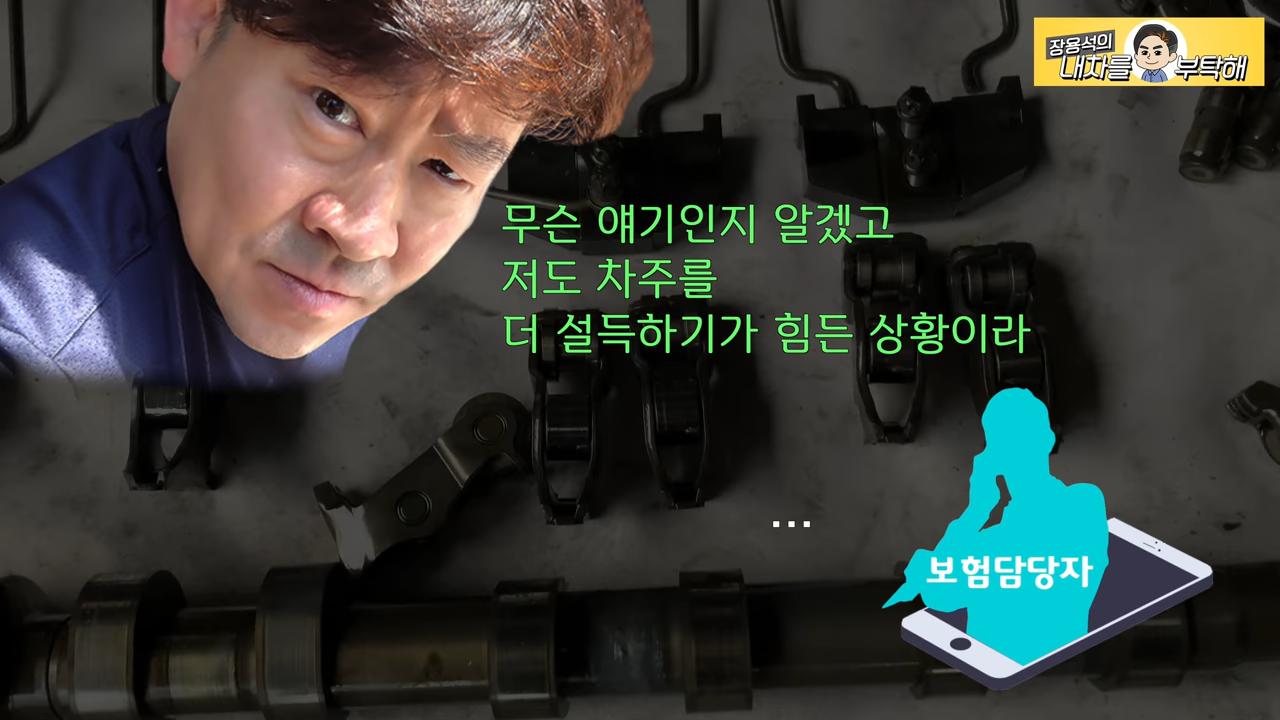 장용석의
내차를 부탁해
무슨 얘기인지 알겠고
저도 차주를
더 설득하기가 힘든 상황이라
...
보험담당자